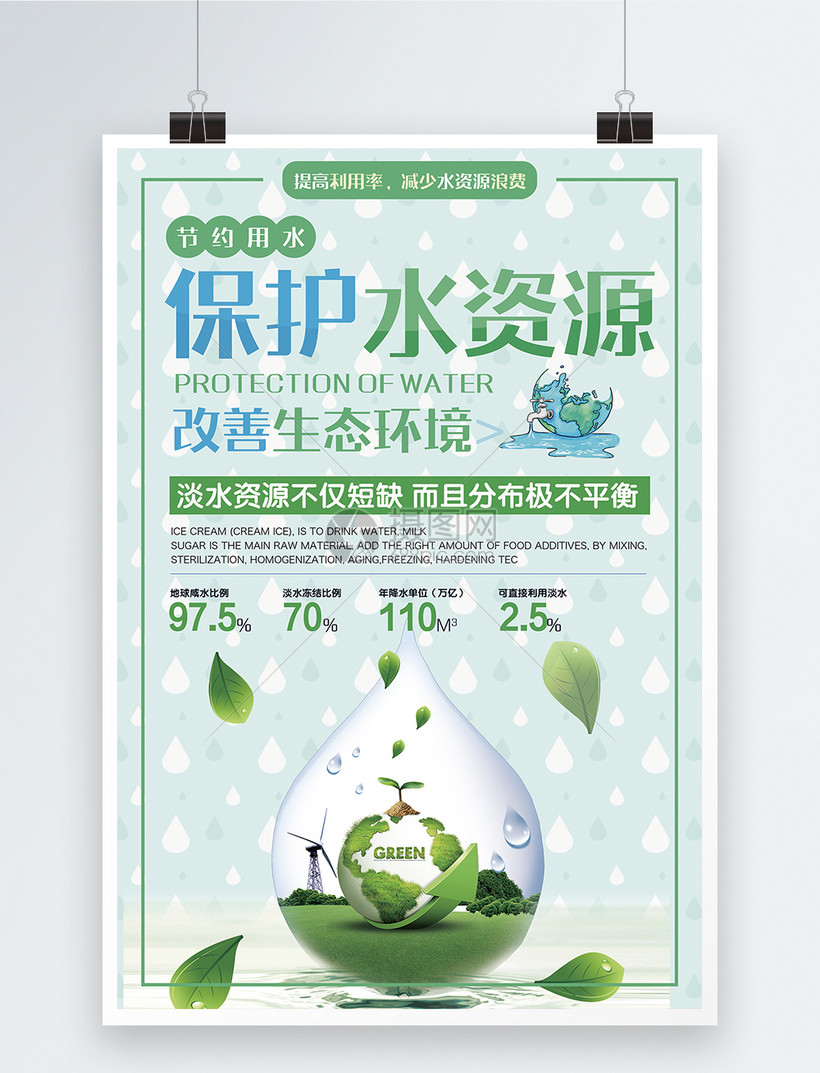 提高利用率，减少水资源浪费
节约用水
保护水资源
PROTECTION OF WATER
改善生态环境>
淡水资源不仅短缺 而且分布极不平衡
ICE CREAM (CREAM ICE), IS TO DRINK WATER, MILK
SUGAR IS THE MAIN RAW MATERIAL, ADD THE RIGHT AMOUNT OF FOOD ADDITIVES, BY MIXING,
STERILIZATION, HOMOGENIZATION, AGING,FREEZING, HARDENING TEC
地球咸水比例 淡水冻结比例 年降水单位（万亿） 可直接利用淡水
97.5% 70% 110M³ 2.5%
GREEN
摄图网